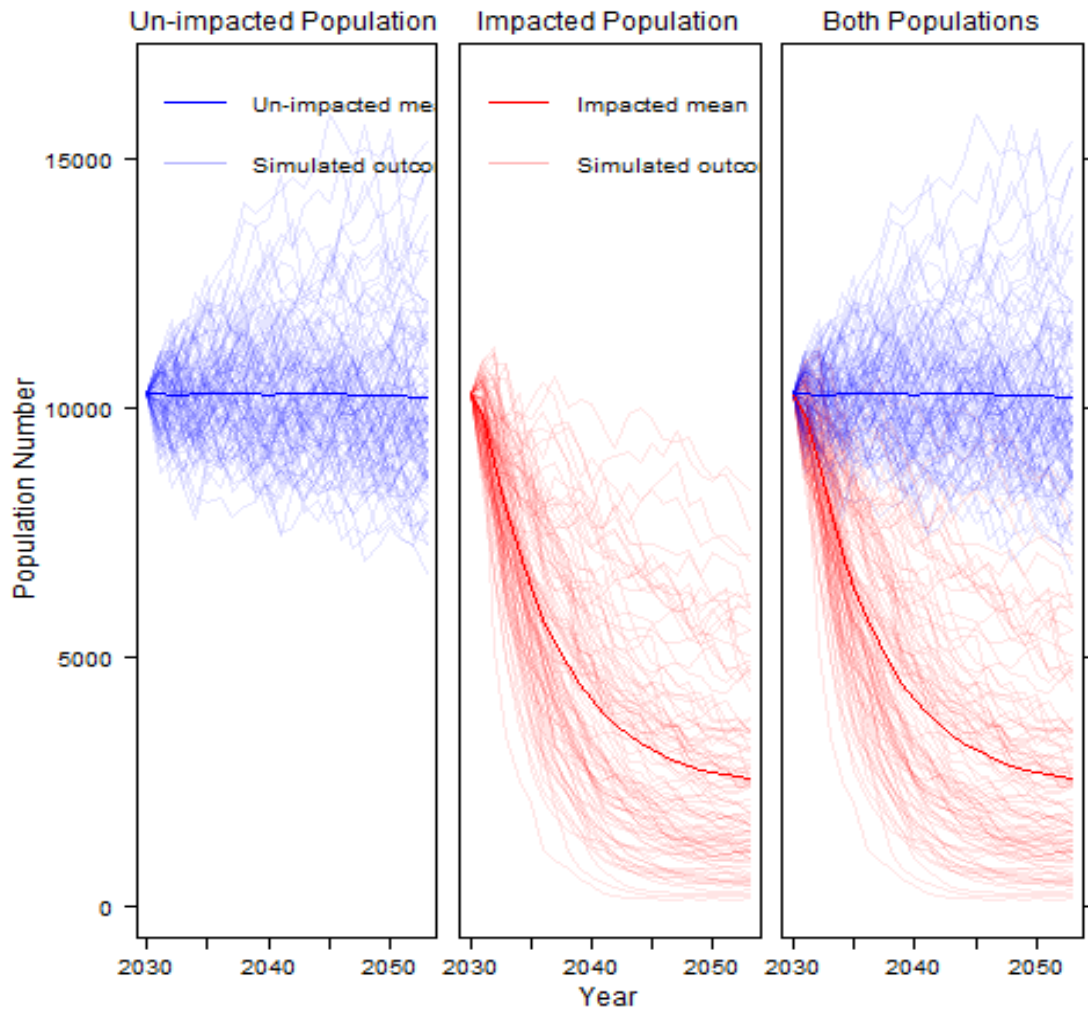 Un-impacted Population
Impacted Population
Both Populations
Un-impacted mea
Simulated outco
Impacted mean
Simulated outco
Population Number
15000
10000
5000
0
2030
2040
2050
2030
2040
2050
2030
2040
2050
Year